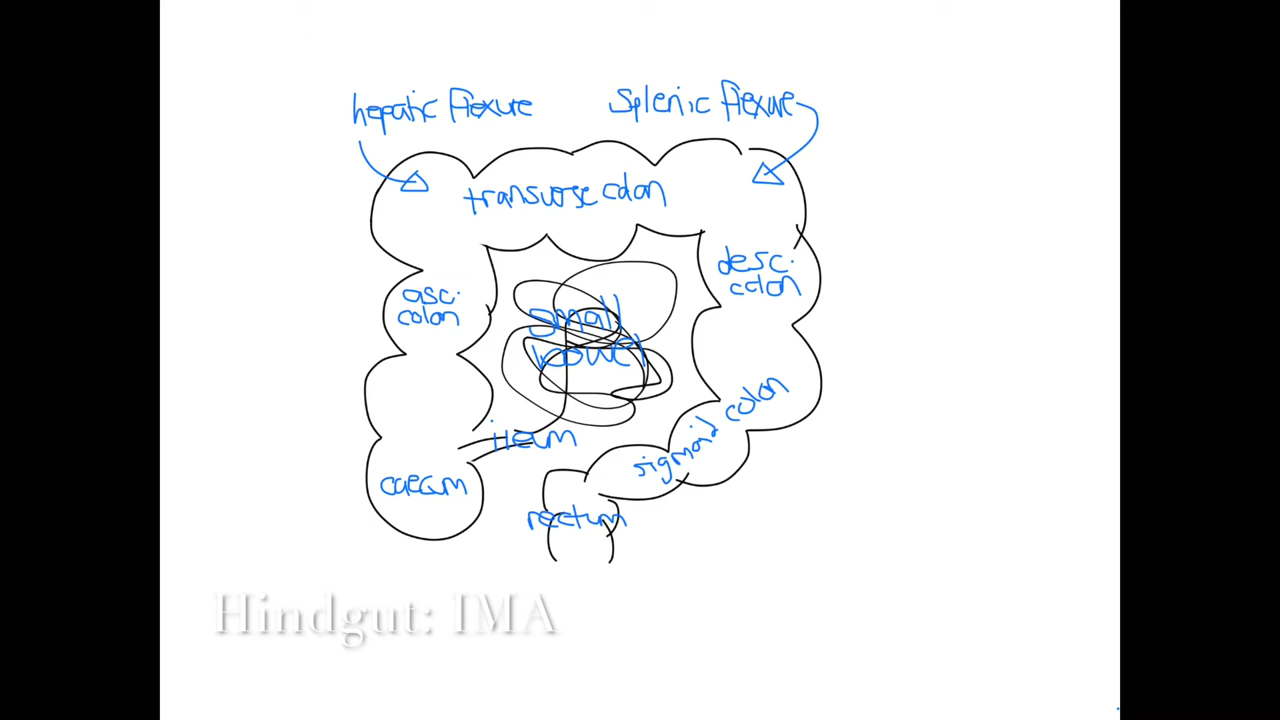 hepatic flexure
splenic flexure
transverse colon
desc.
colon
asc.
colon
small
bowel
sigmoid colon
ileum
caecum
rectum
Hindgut: IMA